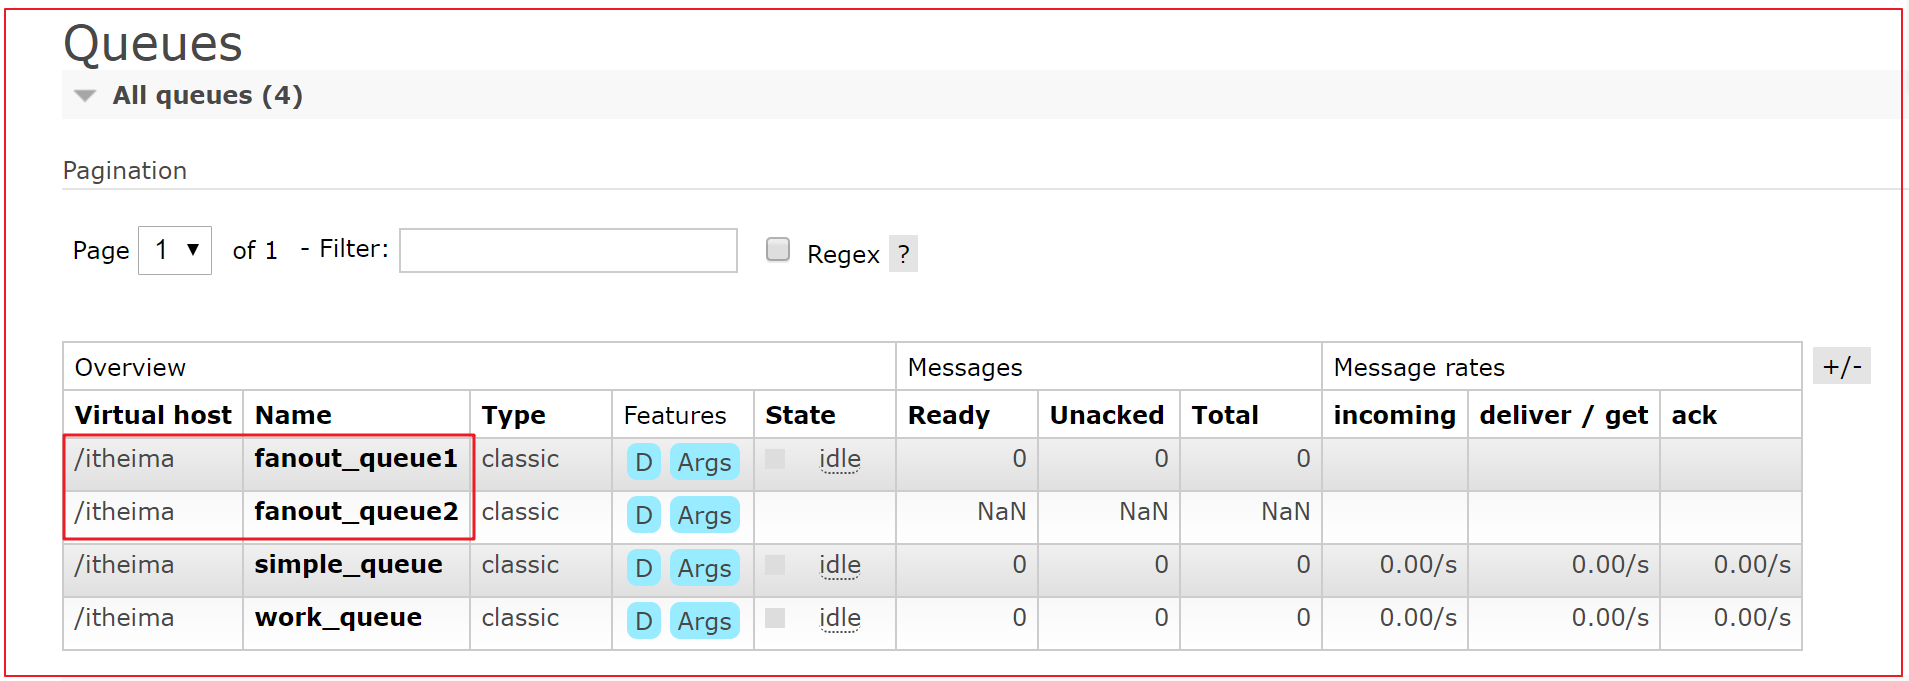 Queues
All queues (4)
Pagination
Page 1 of 1 - Filter: Regex ?
Overview Messages Message rates +/-
Virtual host Name Type Features State Ready Unacked Total incoming deliver / get ack
/itheima fanout_queue1 classic D Args idle 0 0 0
/itheima fanout_queue2 classic D Args NaN NaN NaN
/itheima simple_queue classic D Args idle 0 0 0 0.00/s 0.00/s 0.00/s
/itheima work_queue classic D Args idle 0 0 0 0.00/s 0.00/s 0.00/s